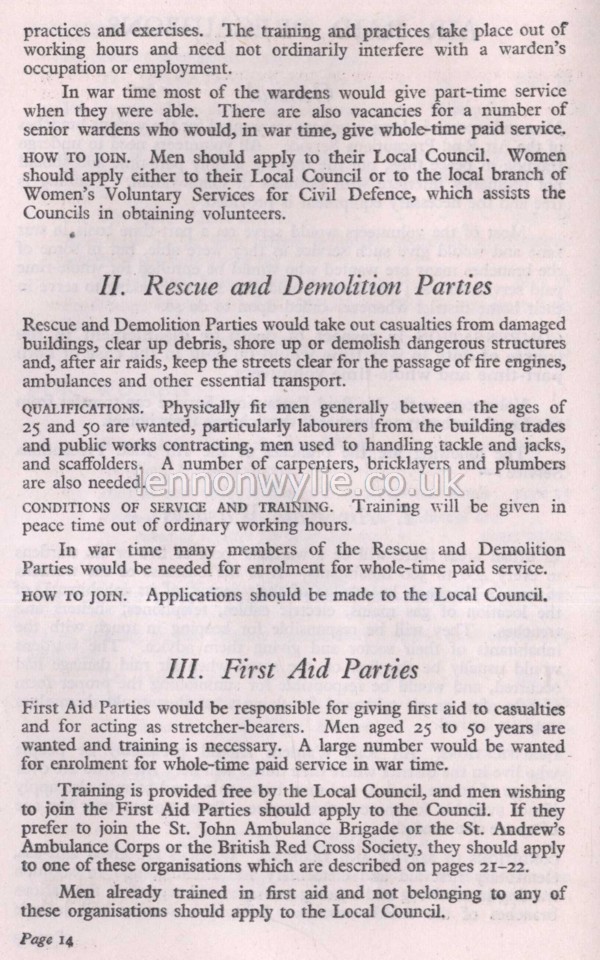 practices and exercises. The training and practices take place out of
working hours and need not ordinarily interfere with a warden's
occupation or employment.
In war time most of the wardens would give part-time service
when they were able. There are also vacancies for a number of
senior wardens who would, in war time, give whole-time paid service.
HOW TO JOIN. Men should apply to their Local Council. Women
should apply either to their Local Council or to the local branch of
Women's Voluntary Services for Civil Defence, which assists the
Councils in obtaining volunteers.
II. Rescue and Demolition Parties
Rescue and Demolition Parties would take out casualties from damaged
buildings, clear up debris, shore up or demolish dangerous structures
and, after air raids, keep the streets clear for the passage of fire engines,
ambulances and other essential transport.
QUALIFICATIONS. Physically fit men generally between the ages of
25 and 50 are wanted, particularly labourers from the building trades
and public works contracting, men used to handling tackle and jacks,
and scaffolders. A number of carpenters, bricklayers and plumbers
are also needed.
lennonwylie.co.uk
CONDITIONS OF SERVICE AND TRAINING. Training will be given in
peace time out of ordinary working hours.
In war time many members of the Rescue and Demolition
Parties would be needed for enrolment for whole-time paid service.
HOW TO JOIN. Applications should be made to the Local Council.
III. First Aid Parties
First Aid Parties would be responsible for giving first aid to casualties
and for acting as stretcher-bearers. Men aged 25 to 50 years are
wanted and training is necessary. A large number would be wanted
for enrolment for whole-time paid service in war time.
Training is provided free by the Local Council, and men wishing
to join the First Aid Parties should apply to the Council. If they
prefer to join the St. John Ambulance Brigade or the St. Andrew's
Ambulance Corps or the British Red Cross Society, they should apply
to one of these organisations which are described on pages 21–22.
Men already trained in first aid and not belonging to any of
these organisations should apply to the Local Council.
Page 14